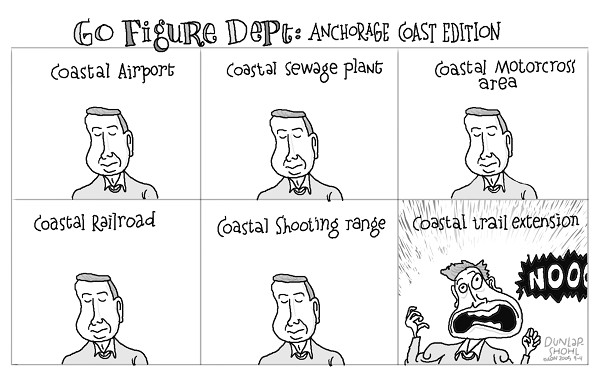 Go Figure Dept: ANCHORAGE COAST EDITION
Coastal Airport
Coastal Sewage plant
Coastal Motorcross
area
Coastal Railroad
Coastal Shooting range
Coastal trail extension
NOOO
DUNLAP
SHOHL